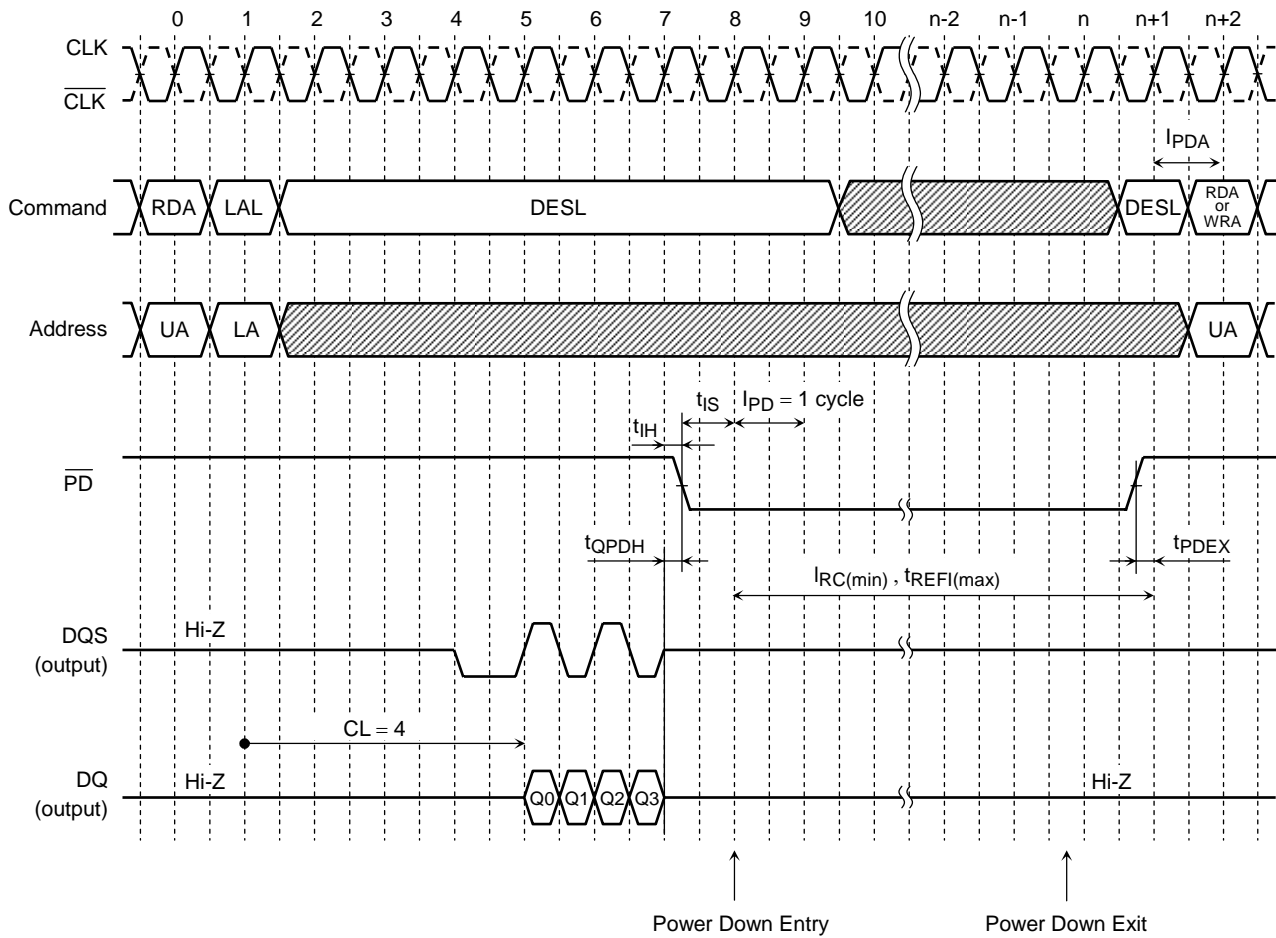 0 1 2 3 4 5 6 7 8 9 10 n-2 n-1 n n+1 n+2
CLK
C̅L̅K̅
IPDA
Command RDA LAL DESL DESL RDA or WRA
Address UA LA UA
tIS IPD = 1 cycle
tIH
P̅D̅
tQPDH tPDEX
IRC(min) , tREFI(max)
DQS (output) Hi-Z
CL = 4
DQ (output) Hi-Z Q0 Q1 Q2 Q3 Hi-Z
Power Down Entry Power Down Exit